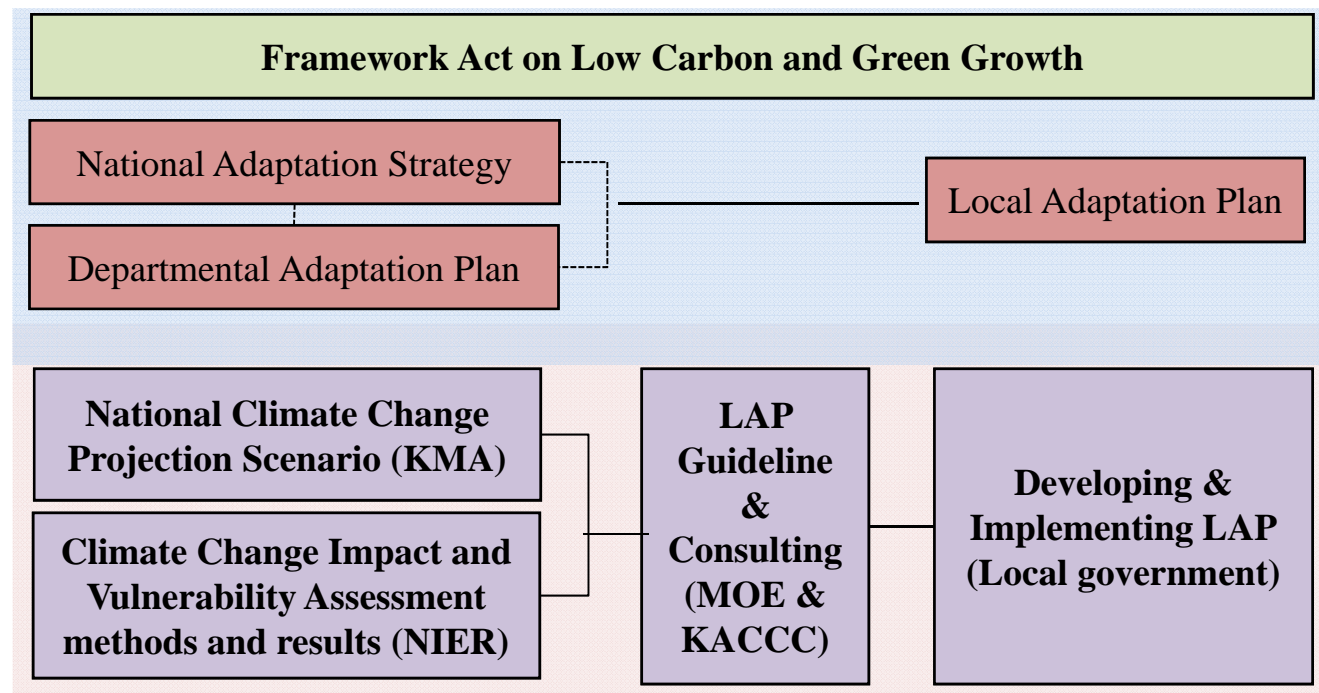 Framework Act on Low Carbon and Green Growth
National Adaptation Strategy
Departmental Adaptation Plan
Local Adaptation Plan
National Climate Change
Projection Scenario (KMA)
Climate Change Impact and
Vulnerability Assessment
methods and results (NIER)
LAP
Guideline
&
Consulting
(MOE &
KACCC)
Developing &
Implementing LAP
(Local government)